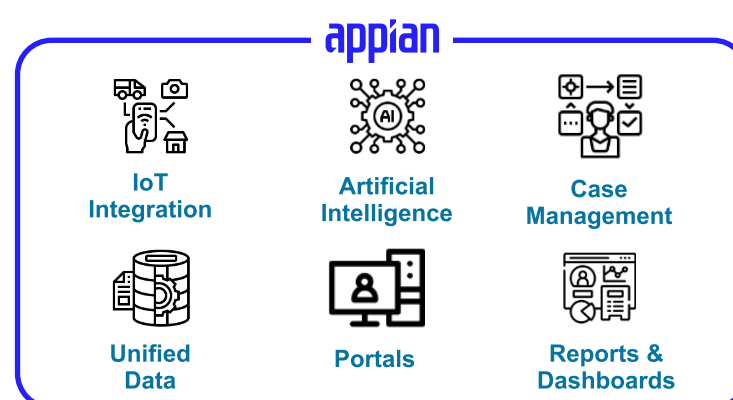 appian
IoT
Integration
AI
Artificial
Intelligence
Case
Management
Unified
Data
Portals
Reports &
Dashboards